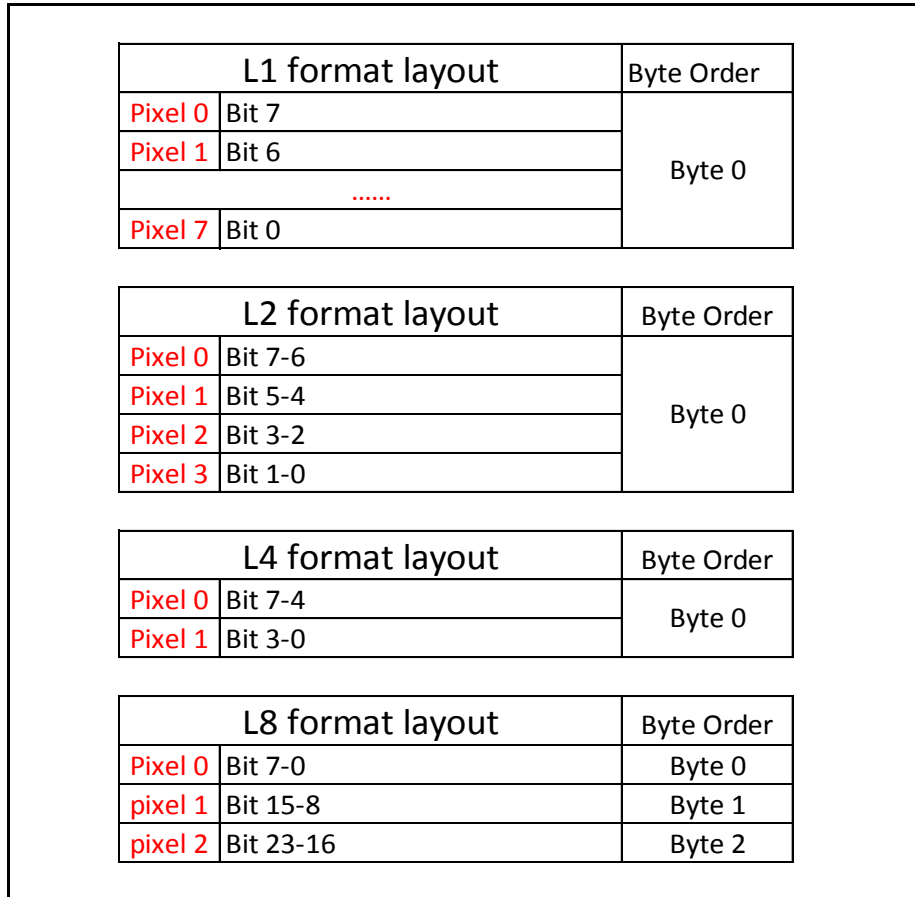 L1 format layout Byte Order
Pixel 0 Bit 7
Pixel 1 Bit 6
Byte 0
......
Pixel 7 Bit 0
L2 format layout Byte Order
Pixel 0 Bit 7-6
Pixel 1 Bit 5-4
Byte 0
Pixel 2 Bit 3-2
Pixel 3 Bit 1-0
L4 format layout Byte Order
Pixel 0 Bit 7-4
Byte 0
Pixel 1 Bit 3-0
L8 format layout Byte Order
Pixel 0 Bit 7-0 Byte 0
pixel 1 Bit 15-8 Byte 1
pixel 2 Bit 23-16 Byte 2